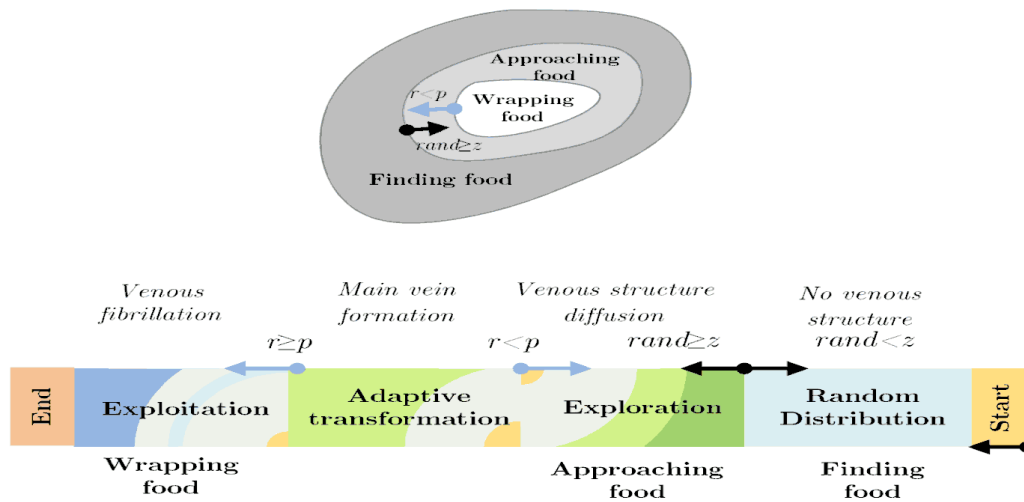 Approaching
food
r<p
Wrapping
food
rand≥z
Finding food
Venous
fibrillation
Main vein
formation
Venous structure
diffusion
No venous
structure
r≥p
r<p
rand≥z
rand<z
End
Exploitation
Adaptive
transformation
Exploration
Random
Distribution
Start
Wrapping
food
Approaching
food
Finding
food